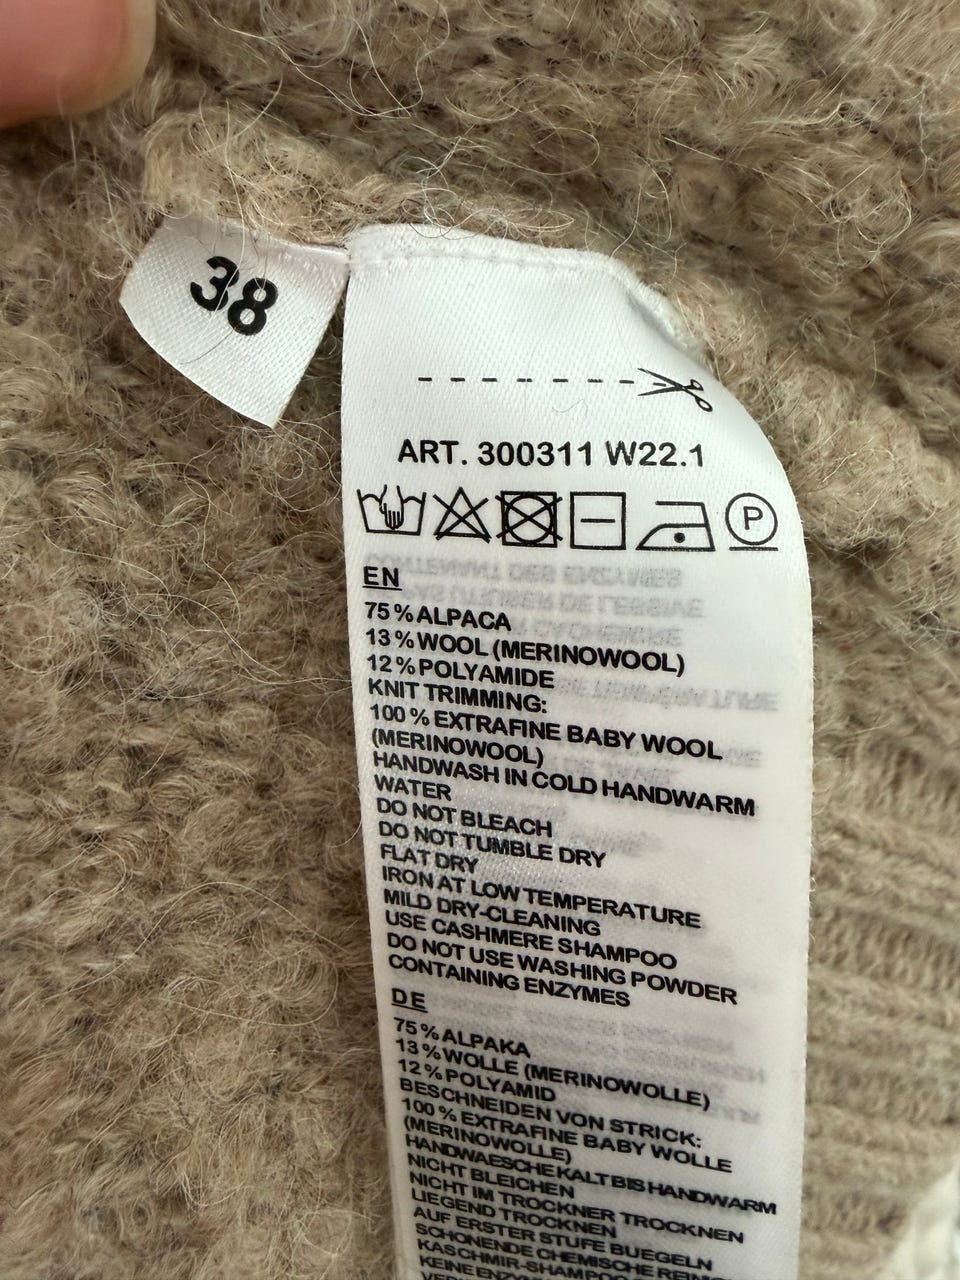 38
ART. 300311 W22.1
P
EN
75% ALPACA
13% WOOL (MERINOWOOL)
12% POLYAMIDE
KNIT TRIMMING:
100% EXTRAFINE BABY WOOL
(MERINOWOOL)
HANDWASH IN COLD HANDWARM
WATER
DO NOT BLEACH
DO NOT TUMBLE DRY
FLAT DRY
IRON AT LOW TEMPERATURE
MILD DRY-CLEANING
USE CASHMERE SHAMPOO
DO NOT USE WASHING POWDER
CONTAINING ENZYMES
DE
75% ALPAKA
13% WOLLE (MERINOWOLLE)
12% POLYAMID
BESCHNEIDEN VON STRICK:
100% EXTRAFINE BABY WOLLE
(MERINOWOLLE)
HANDWAESCHE KALT BIS HANDWARM
NICHT BLEICHEN
NICHT IM TROCKNER TROCKNEN
LIEGEND TROCKNEN
AUF ERSTER STUFE BUEGELN
SCHONENDE CHEMISCHE
KASCHMIR-SHAMPOO